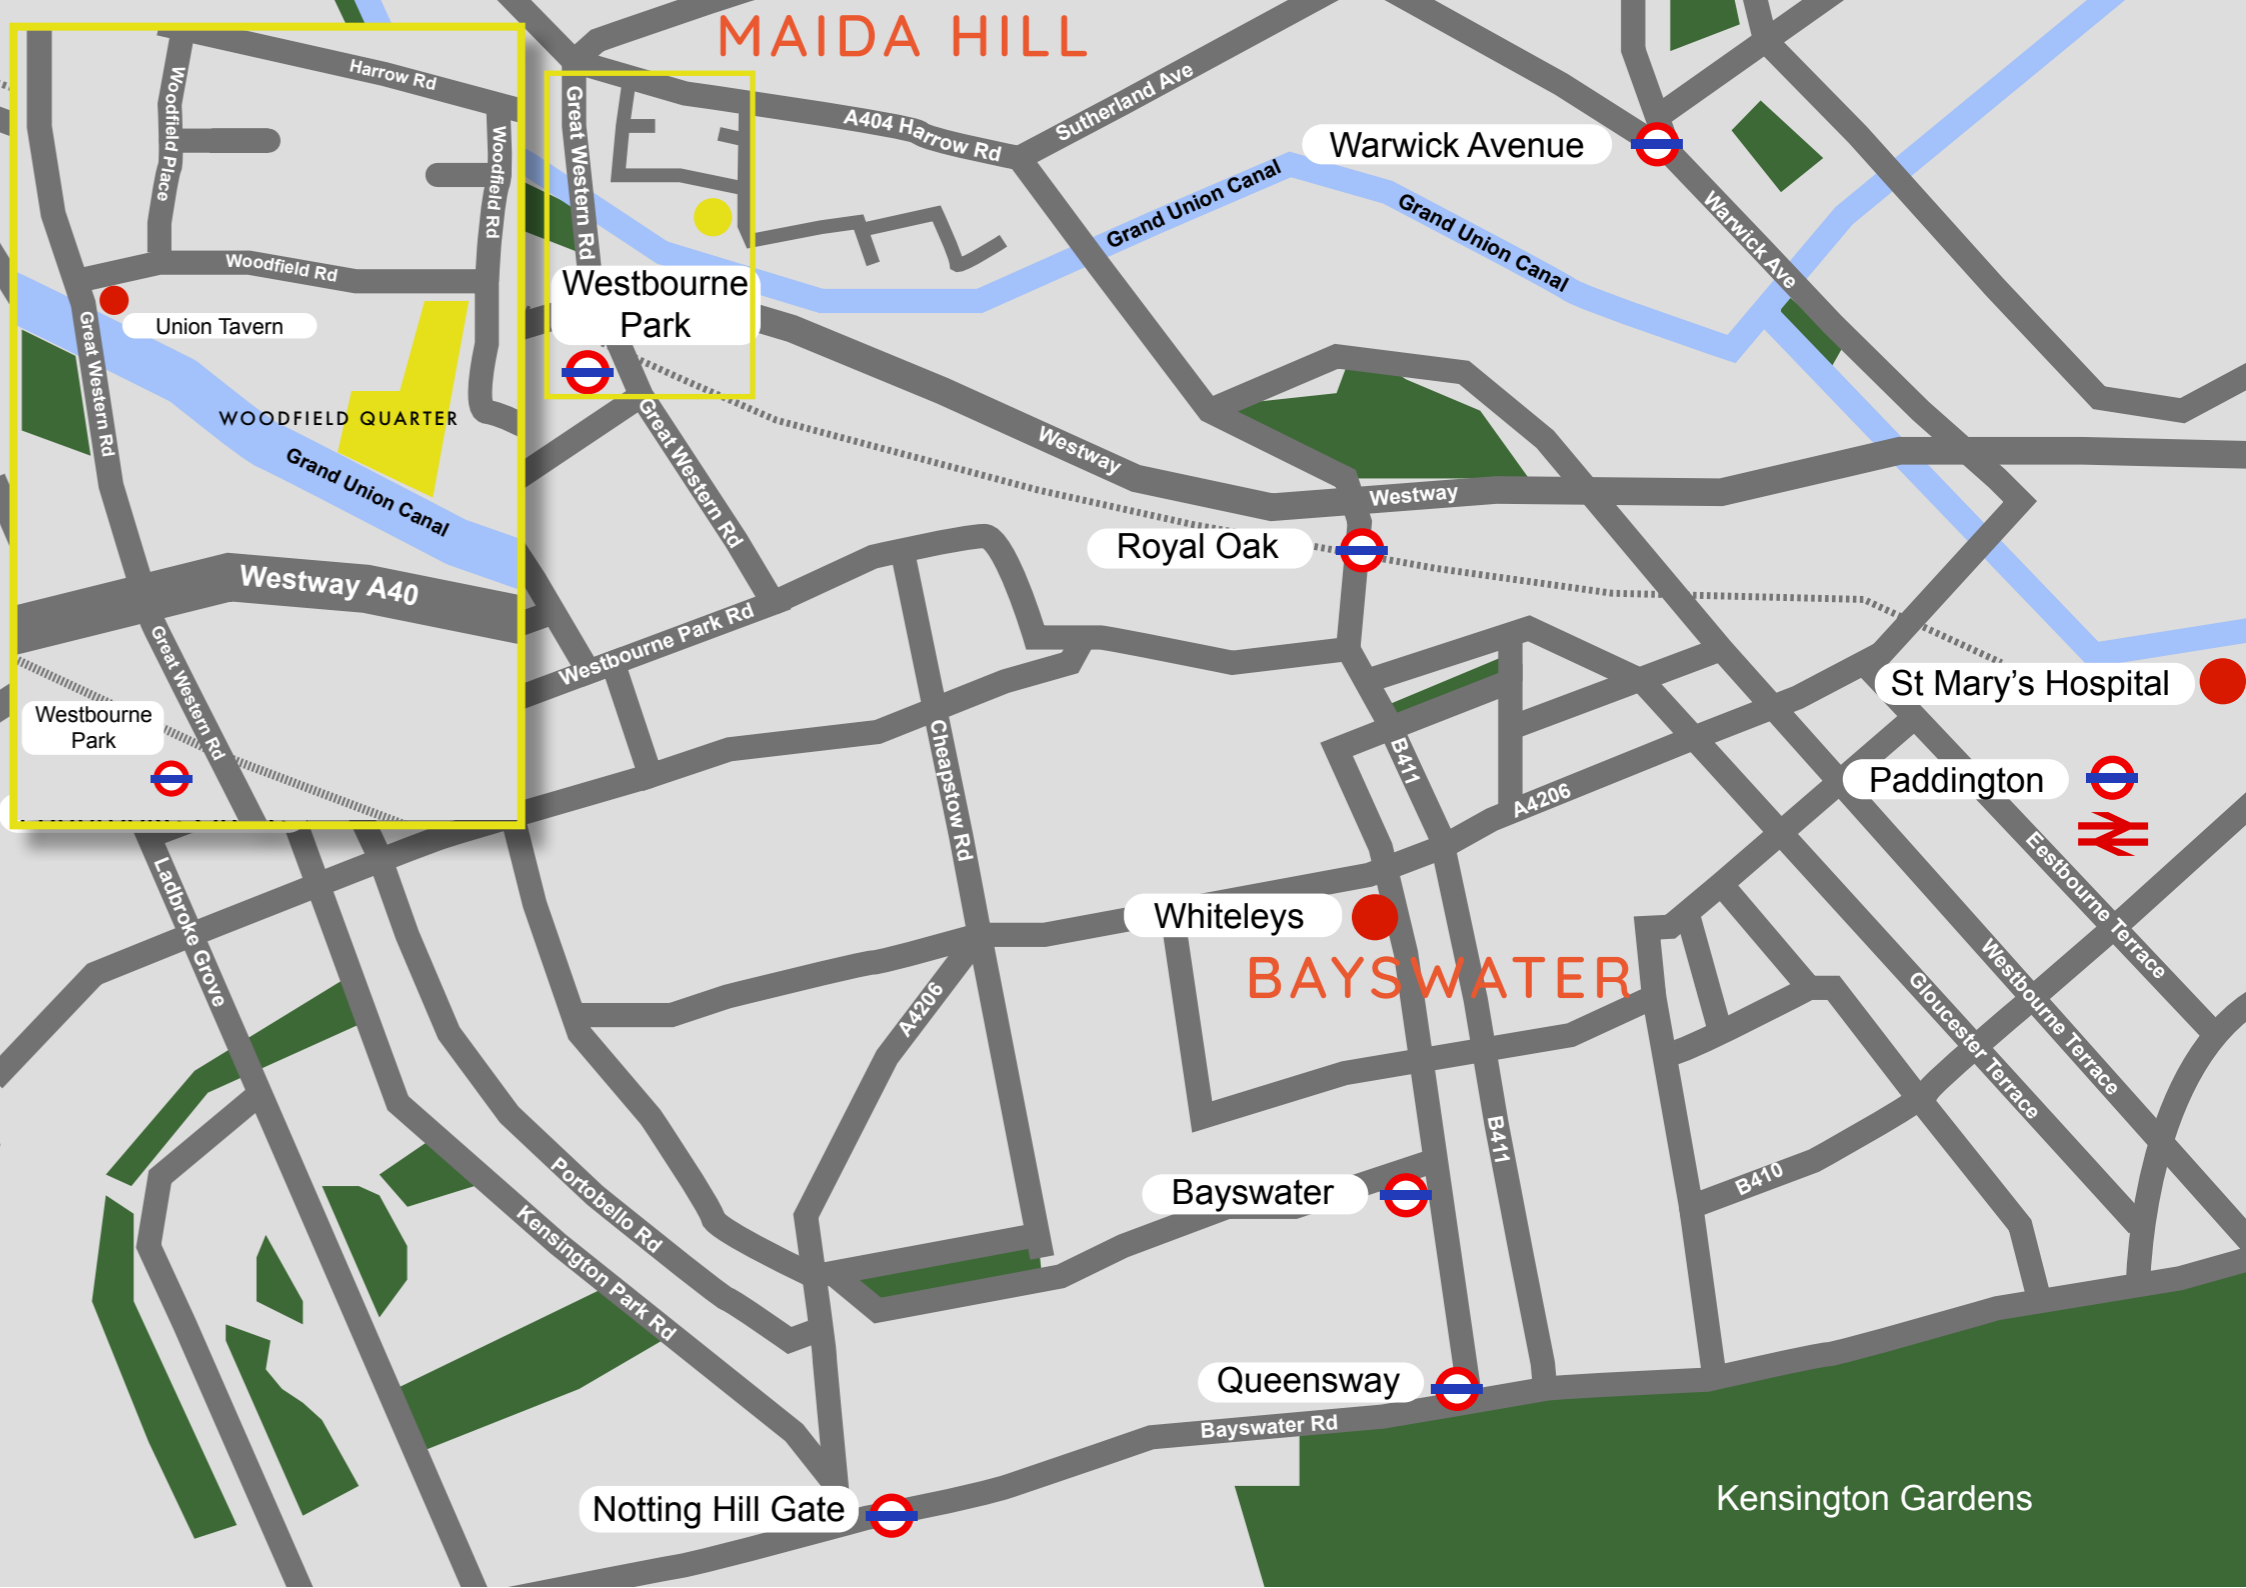 MAIDA HILL
Harrow Rd
Woodfield Place
Woodfield Rd
Woodfield Rd
Union Tavern
Great Western Rd
WOODFIELD QUARTER
Grand Union Canal
Westway A40
Great Western Rd
Westbourne
Park
Great Western Rd
A404 Harrow Rd
Sutherland Ave
Warwick Avenue
Warwick Ave
Grand Union Canal
Grand Union Canal
Westbourne
Park
Great Western Rd
Westway
Westway
Royal Oak
Westbourne Park Rd
St Mary's Hospital
Cheapstow Rd
B411
A4206
Paddington
Eestbourne Terrace
Ladbroke Grove
Whiteleys
BAYSWATER
Westbourne Terrace
Gloucester Terrace
A4206
B411
Portobello Rd
Kensington Park Rd
Bayswater
B410
Queensway
Bayswater Rd
Notting Hill Gate
Kensington Gardens